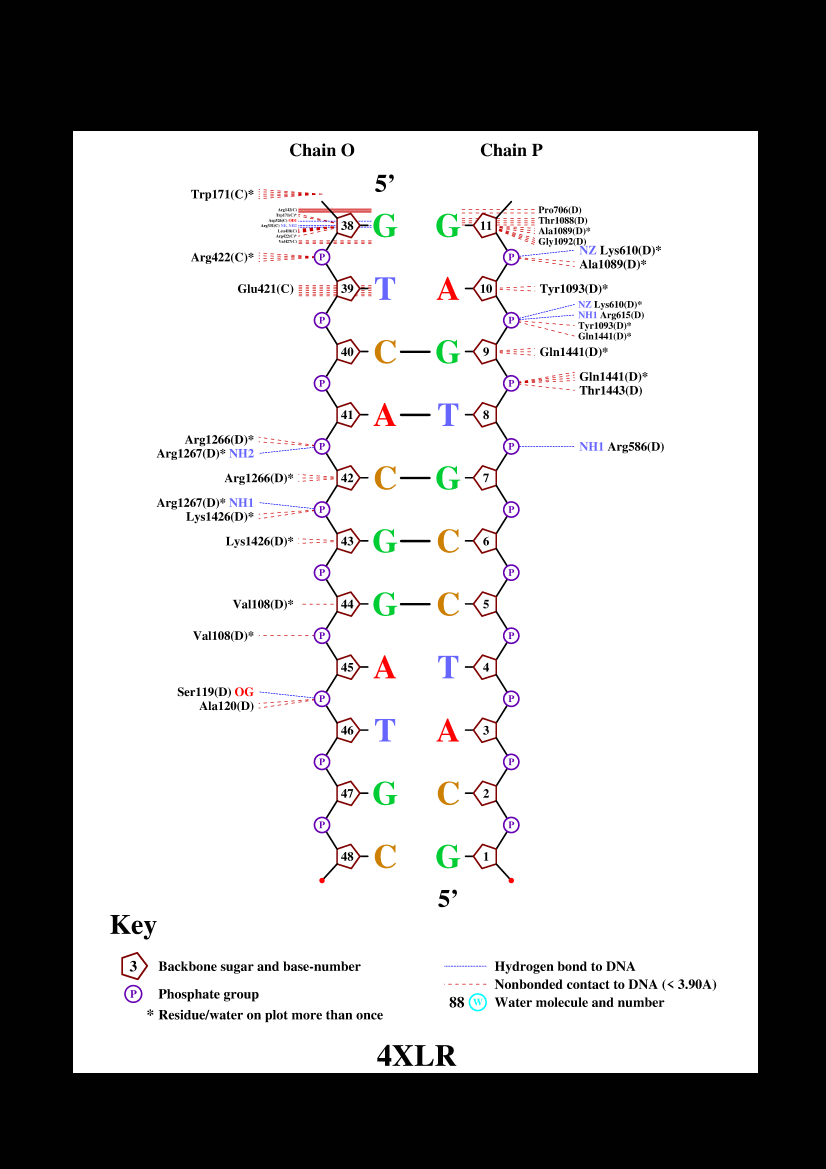 Chain O Chain P
5’
Trp171(C)*
Pro706(D)
Thr1088(D)
Ala1089(D)*
Gly1092(D)
38 G G 11
P P
NZ Lys610(D)*
Ala1089(D)*
Arg422(C)*
Glu421(C)
39 T A 10
Tyr1093(D)*
P P
NZ Lys610(D)*
NH1 Arg615(D)
Tyr1093(D)*
Gln1441(D)*
40 C G 9
Gln1441(D)*
P P
Gln1441(D)*
Thr1443(D)
41 A T 8
Arg1266(D)*
Arg1267(D)* NH2
P P
NH1 Arg586(D)
Arg1266(D)*
42 C G 7
Arg1267(D)* NH1
Lys1426(D)*
P P
Lys1426(D)*
43 G C 6
P P
Val108(D)*
44 G C 5
Val108(D)*
P P
45 A T 4
Ser119(D) OG
Ala120(D)
P P
46 T A 3
P P
47 G C 2
P P
48 C G 1
5’
Key
3 Backbone sugar and base-number
P Phosphate group
* Residue/water on plot more than once
Hydrogen bond to DNA
Nonbonded contact to DNA (< 3.90A)
88 W Water molecule and number
4XLR